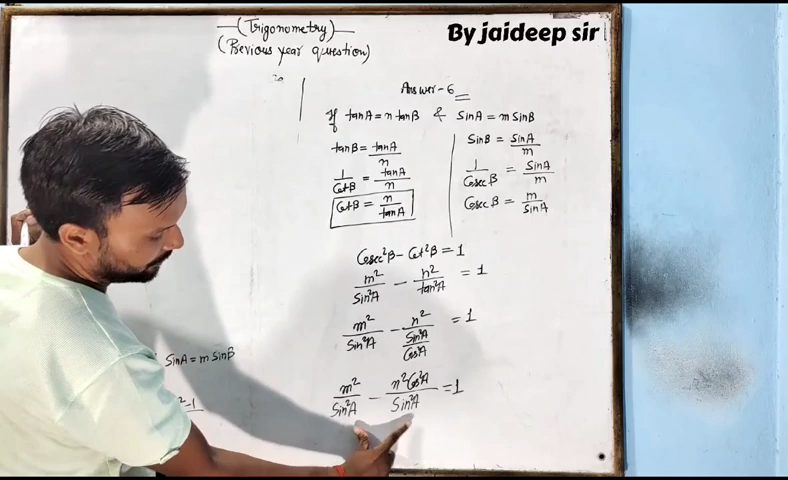 (Trigonometry)
(Previous year question)
By jaideep sir
Answer-6
If tanA = n tanB & SinA = m SinB
tanB = tanA/n
1/CotB = tanA/n
CotB = n/tanA
SinB = SinA/m
1/CosecB = SinA/m
CosecB = m/SinA
Cosec²B - Cot²B = 1
m²/Sin²A - n²/tan²A = 1
m²/Sin²A - n²/(Sin²A/Cos²A) = 1
m²/Sin²A - n²Cos²A/Sin²A = 1
SinA = m SinB
²-1